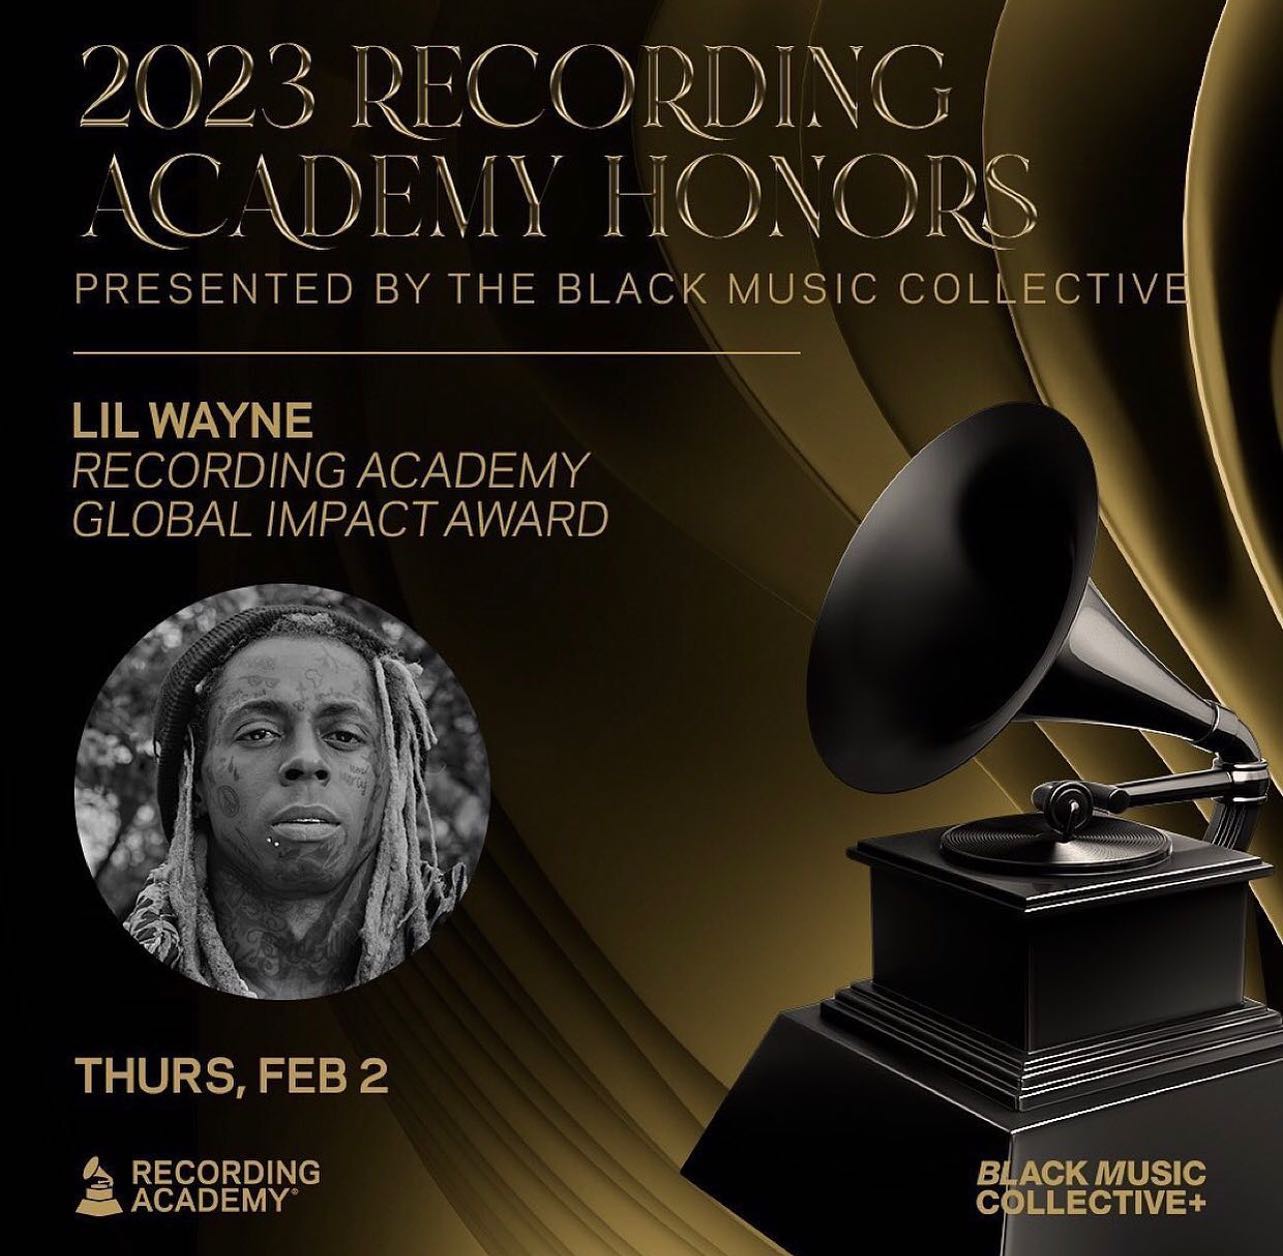 2023 RECORDING
ACADEMY HONORS
PRESENTED BY THE BLACK MUSIC COLLECTIVE
LIL WAYNE
RECORDING ACADEMY
GLOBAL IMPACT AWARD
THURS, FEB 2
RECORDING
ACADEMY®
BLACK MUSIC
COLLECTIVE+